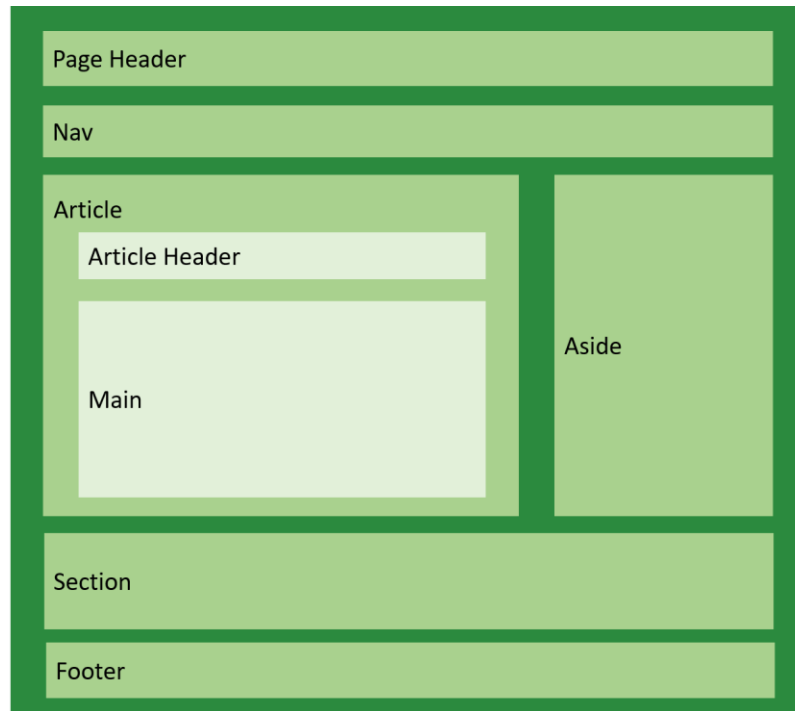 Page Header
Nav
Article
Article Header
Main
Aside
Section
Footer